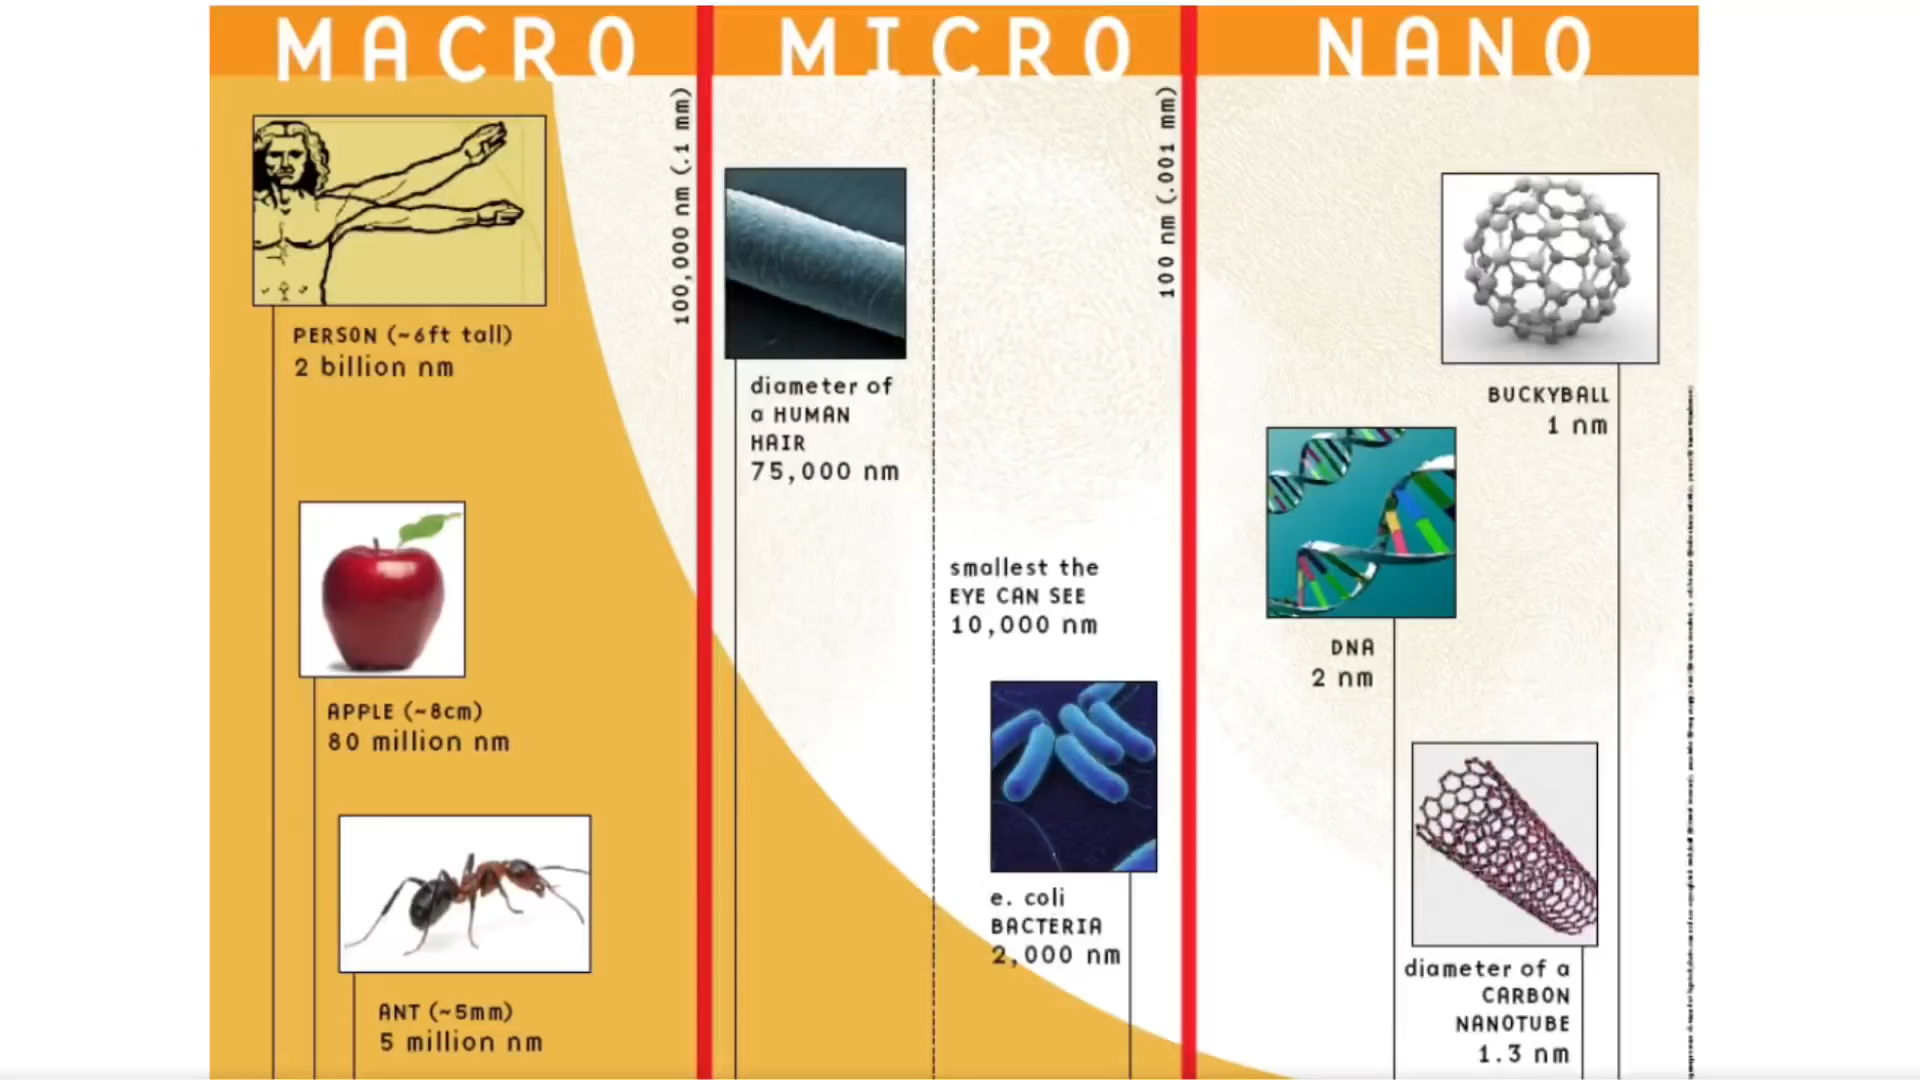 MACRO
MICRO
NANO
100,000 nm (.1 mm)
100 nm (.001 mm)
PERSON (~6ft tall)
2 billion nm
APPLE (~8cm)
80 million nm
ANT (~5mm)
5 million nm
diameter of
a HUMAN
HAIR
75,000 nm
smallest the
EYE CAN SEE
10,000 nm
e. coli
BACTERIA
2,000 nm
BUCKYBALL
1 nm
DNA
2 nm
diameter of a
CARBON
NANOTUBE
1.3 nm